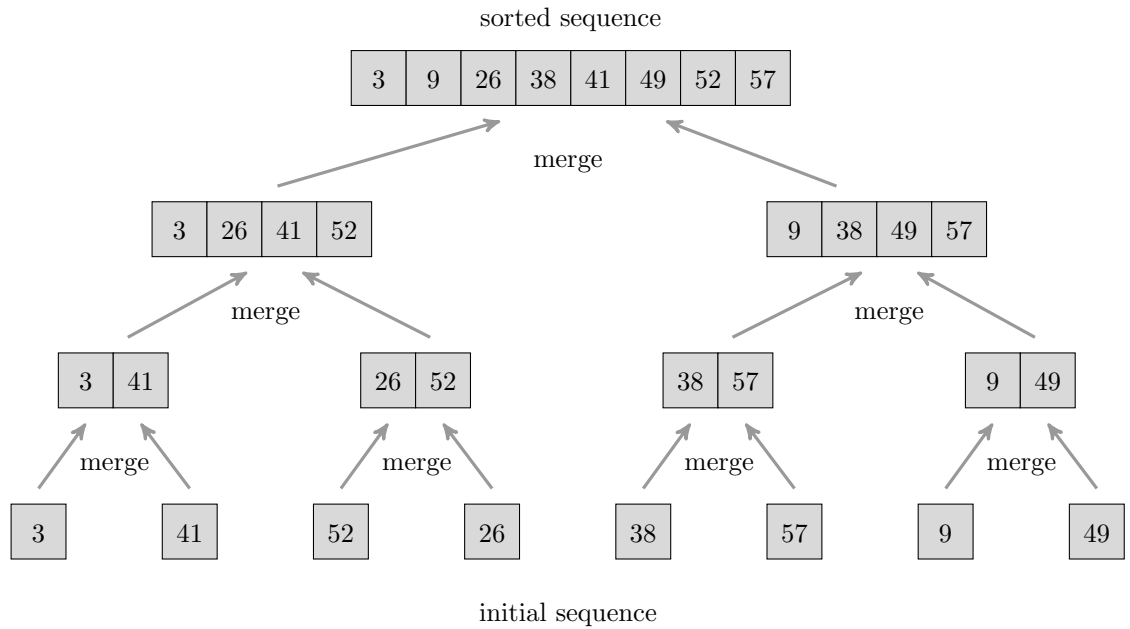 sorted sequence
3 9 26 38 41 49 52 57
merge
3 26 41 52 9 38 49 57
merge merge
3 41 26 52 38 57 9 49
merge merge merge merge
3 41 52 26 38 57 9 49
initial sequence